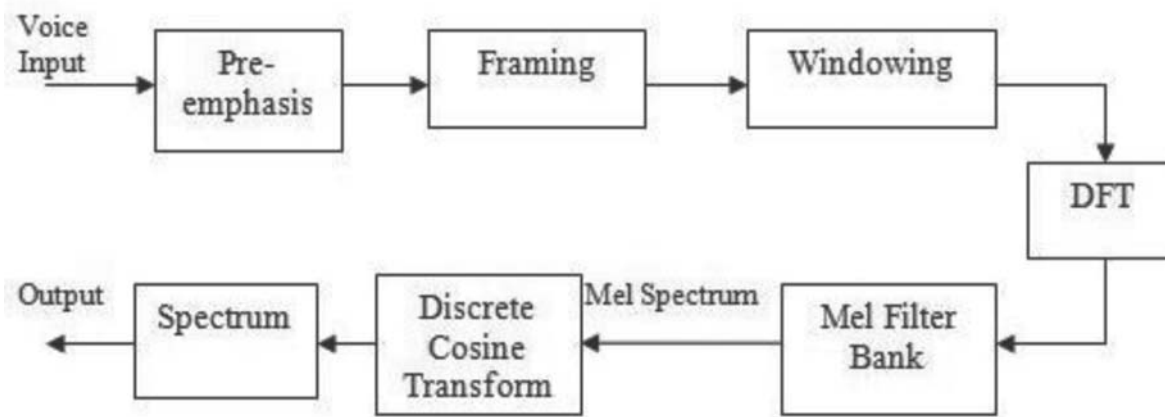 Voice
Input
Pre-
emphasis
Framing
Windowing
DFT
Mel Filter
Bank
Mel Spectrum
Discrete
Cosine
Transform
Spectrum
Output